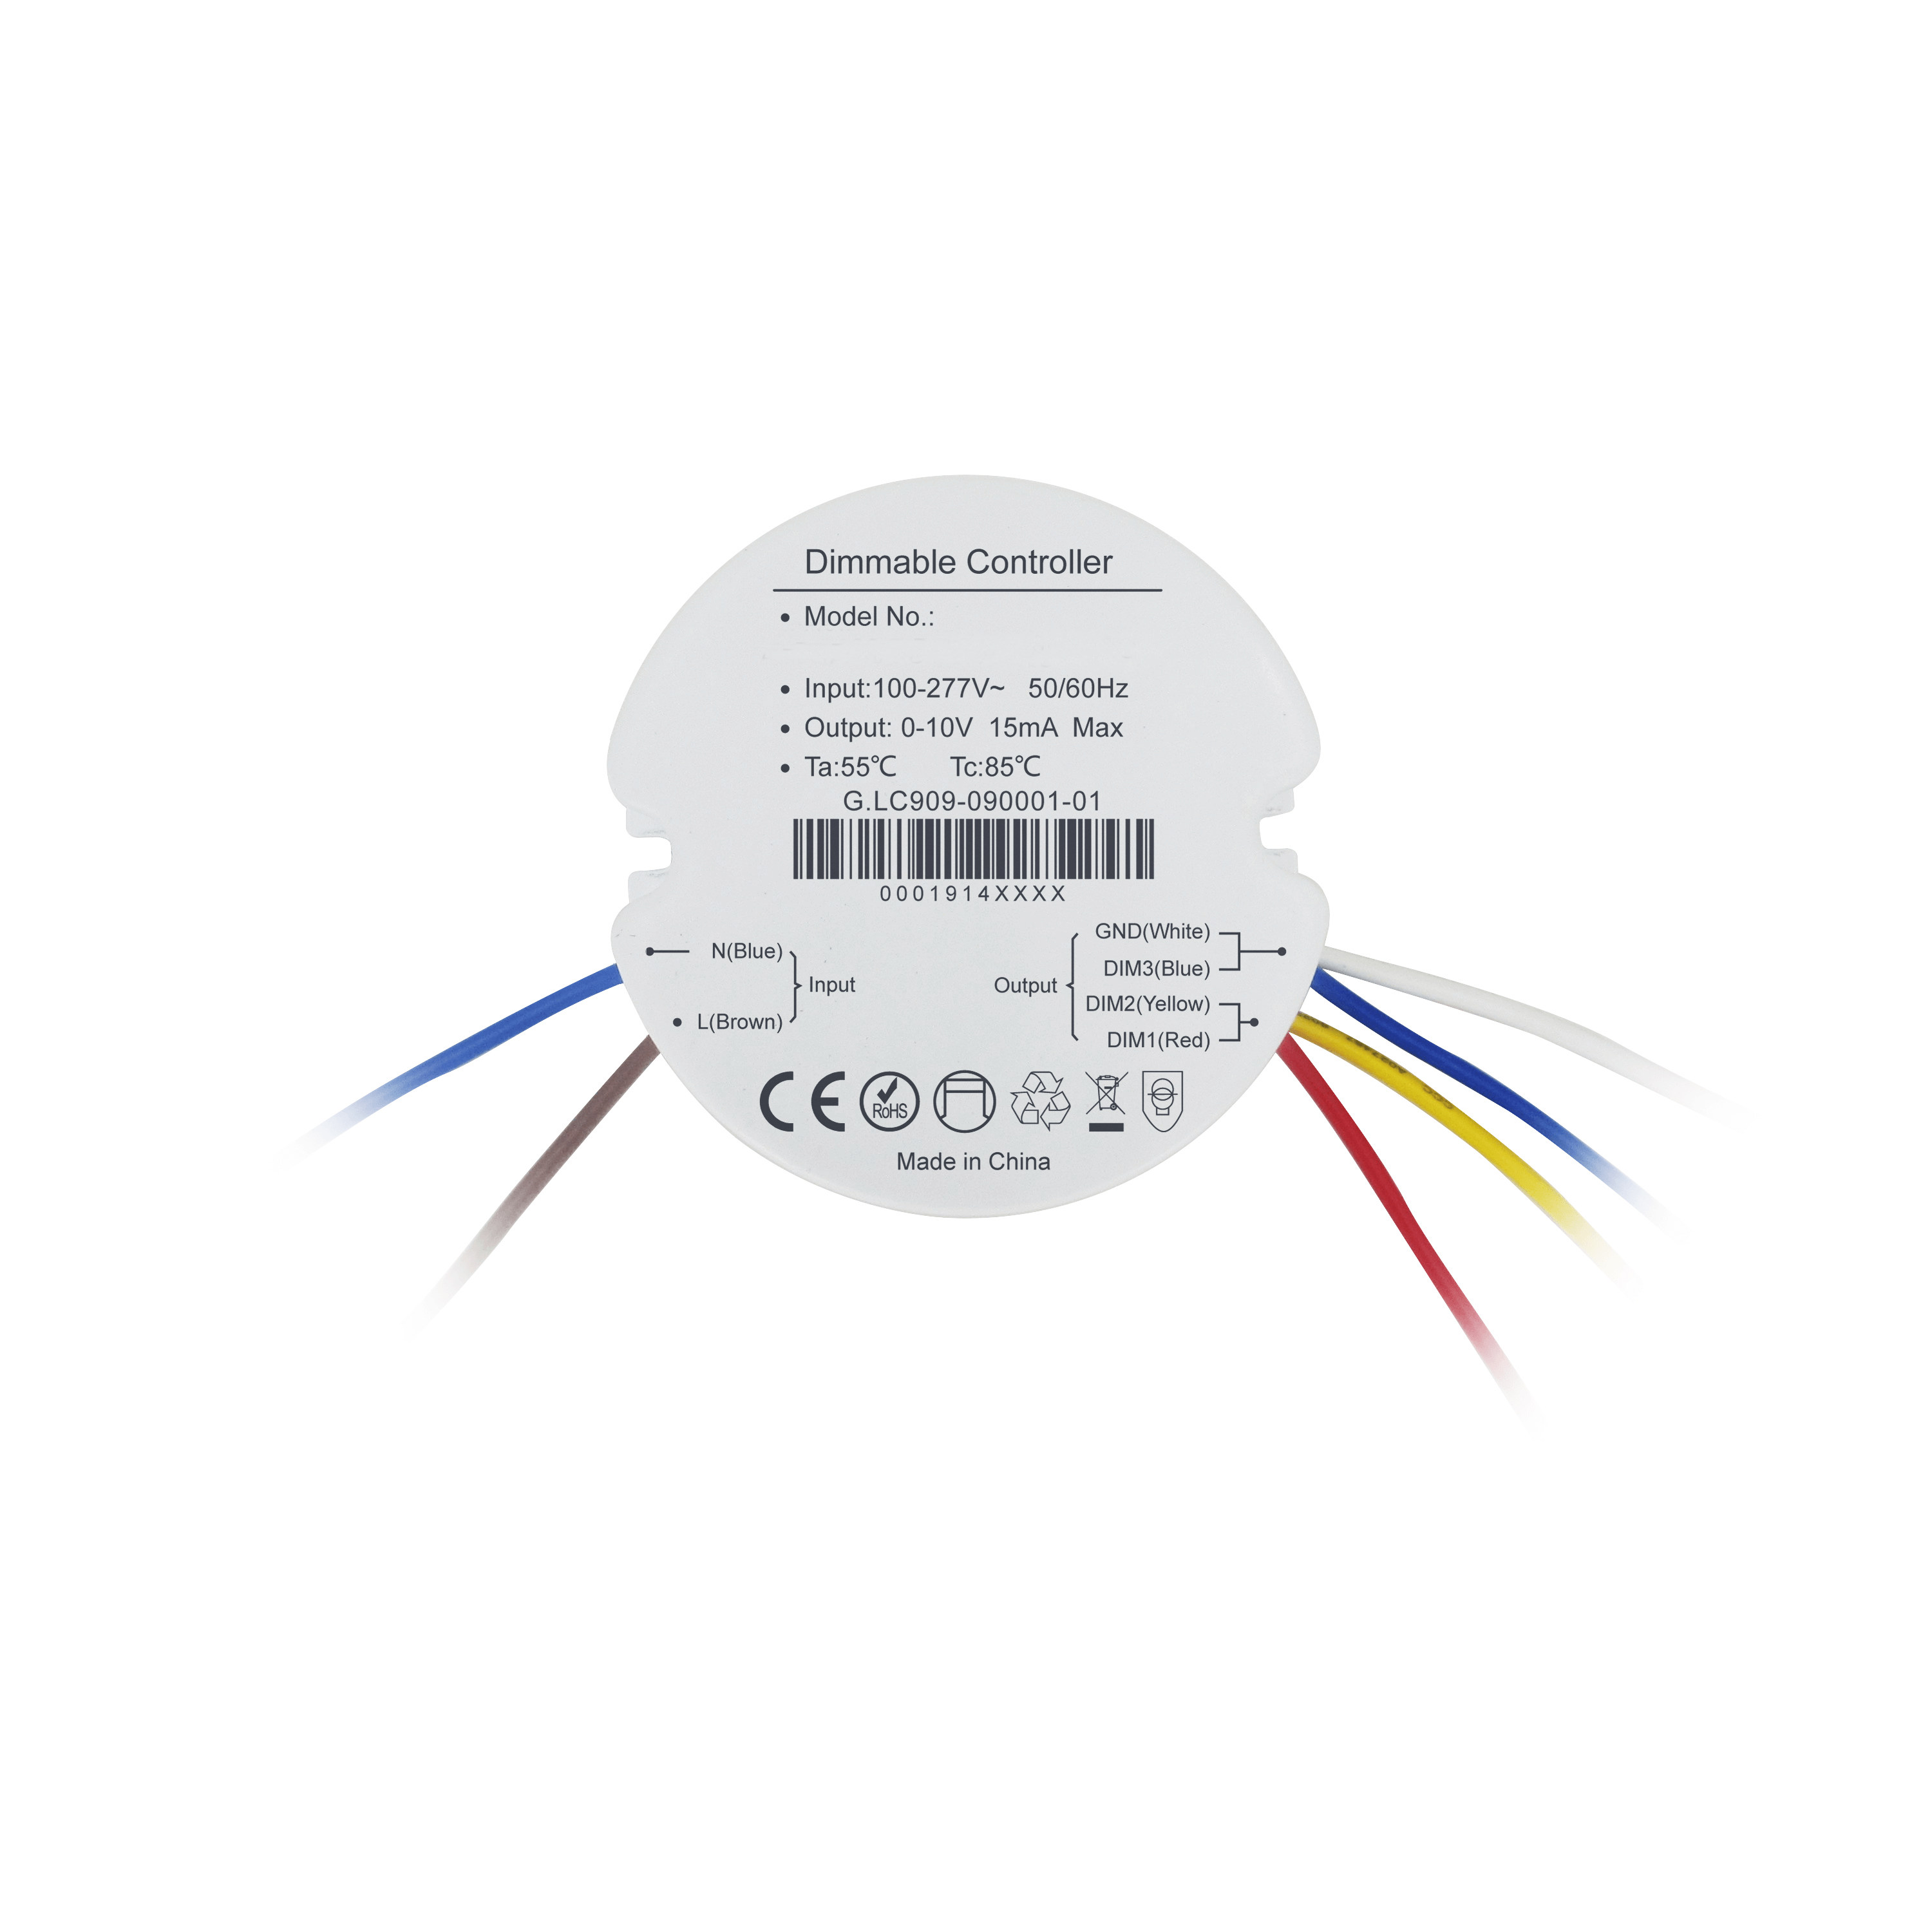 Dimmable Controller
• Model No.:
• Input:100-277V~ 50/60Hz
• Output: 0-10V 15mA Max
• Ta:55℃ Tc:85℃
G.LC909-090001-01
0001914XXXX
N(Blue)
L(Brown)
Input
Output
GND(White)
DIM3(Blue)
DIM2(Yellow)
DIM1(Red)
CE RoHS
Made in China